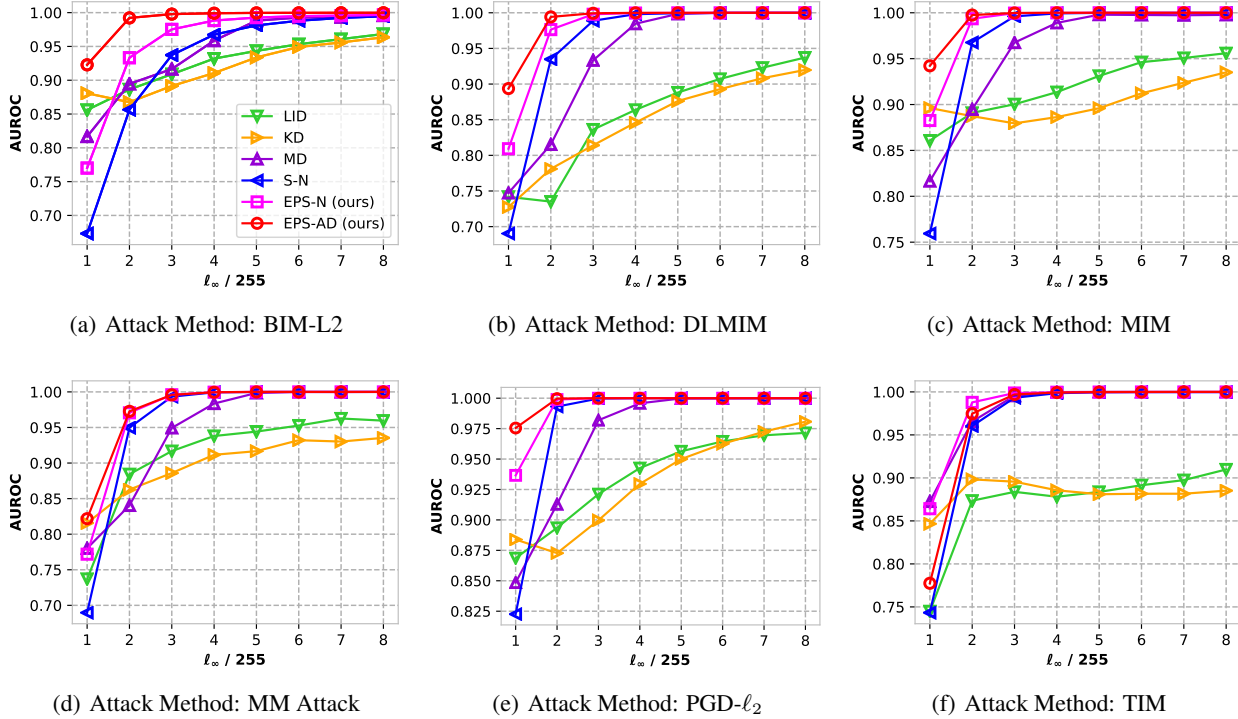 1.00
0.95
0.90
0.85
0.80
0.75
0.70
AUROC
LID
KD
MD
S-N
EPS-N (ours)
EPS-AD (ours)
1 2 3 4 5 6 7 8
ℓ∞ / 255
(a) Attack Method: BIM-L2
1.00
0.95
0.90
0.85
0.80
0.75
0.70
AUROC
1 2 3 4 5 6 7 8
ℓ∞ / 255
(b) Attack Method: DI_MIM
1.00
0.95
0.90
0.85
0.80
0.75
AUROC
1 2 3 4 5 6 7 8
ℓ∞ / 255
(c) Attack Method: MIM
1.00
0.95
0.90
0.85
0.80
0.75
0.70
AUROC
1 2 3 4 5 6 7 8
ℓ∞ / 255
(d) Attack Method: MM Attack
1.000
0.975
0.950
0.925
0.900
0.875
0.850
0.825
AUROC
1 2 3 4 5 6 7 8
ℓ∞ / 255
(e) Attack Method: PGD-ℓ₂
1.00
0.95
0.90
0.85
0.80
0.75
AUROC
1 2 3 4 5 6 7 8
ℓ∞ / 255
(f) Attack Method: TIM